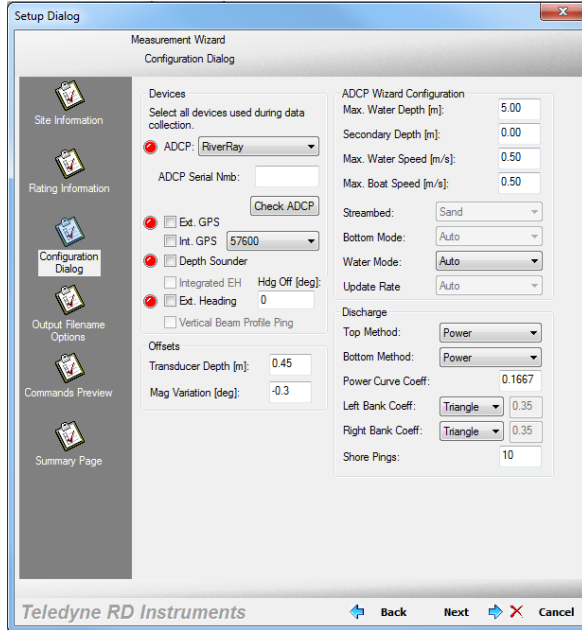 Setup Dialog
Measurement Wizard
Configuration Dialog
Site Information
Rating Information
Configuration
Dialog
Output Filename
Options
Commands Preview
Summary Page
Devices
Select all devices used during data
collection.
ADCP: RiverRay
ADCP Serial Nmb:
Check ADCP
Ext. GPS
Int. GPS 57600
Depth Sounder
Integrated EH Hdg Off [deg]:
Ext. Heading 0
Vertical Beam Profile Ping
Offsets
Transducer Depth [m]: 0.45
Mag Variation [deg]: -0.3
ADCP Wizard Configuration
Max. Water Depth [m]: 5.00
Secondary Depth [m]: 0.00
Max. Water Speed [m/s]: 0.50
Max. Boat Speed [m/s]: 0.50
Streambed: Sand
Bottom Mode: Auto
Water Mode: Auto
Update Rate Auto
Discharge
Top Method: Power
Bottom Method: Power
Power Curve Coeff: 0.1667
Left Bank Coeff: Triangle 0.35
Right Bank Coeff: Triangle 0.35
Shore Pings: 10
Teledyne RD Instruments
Back Next Cancel